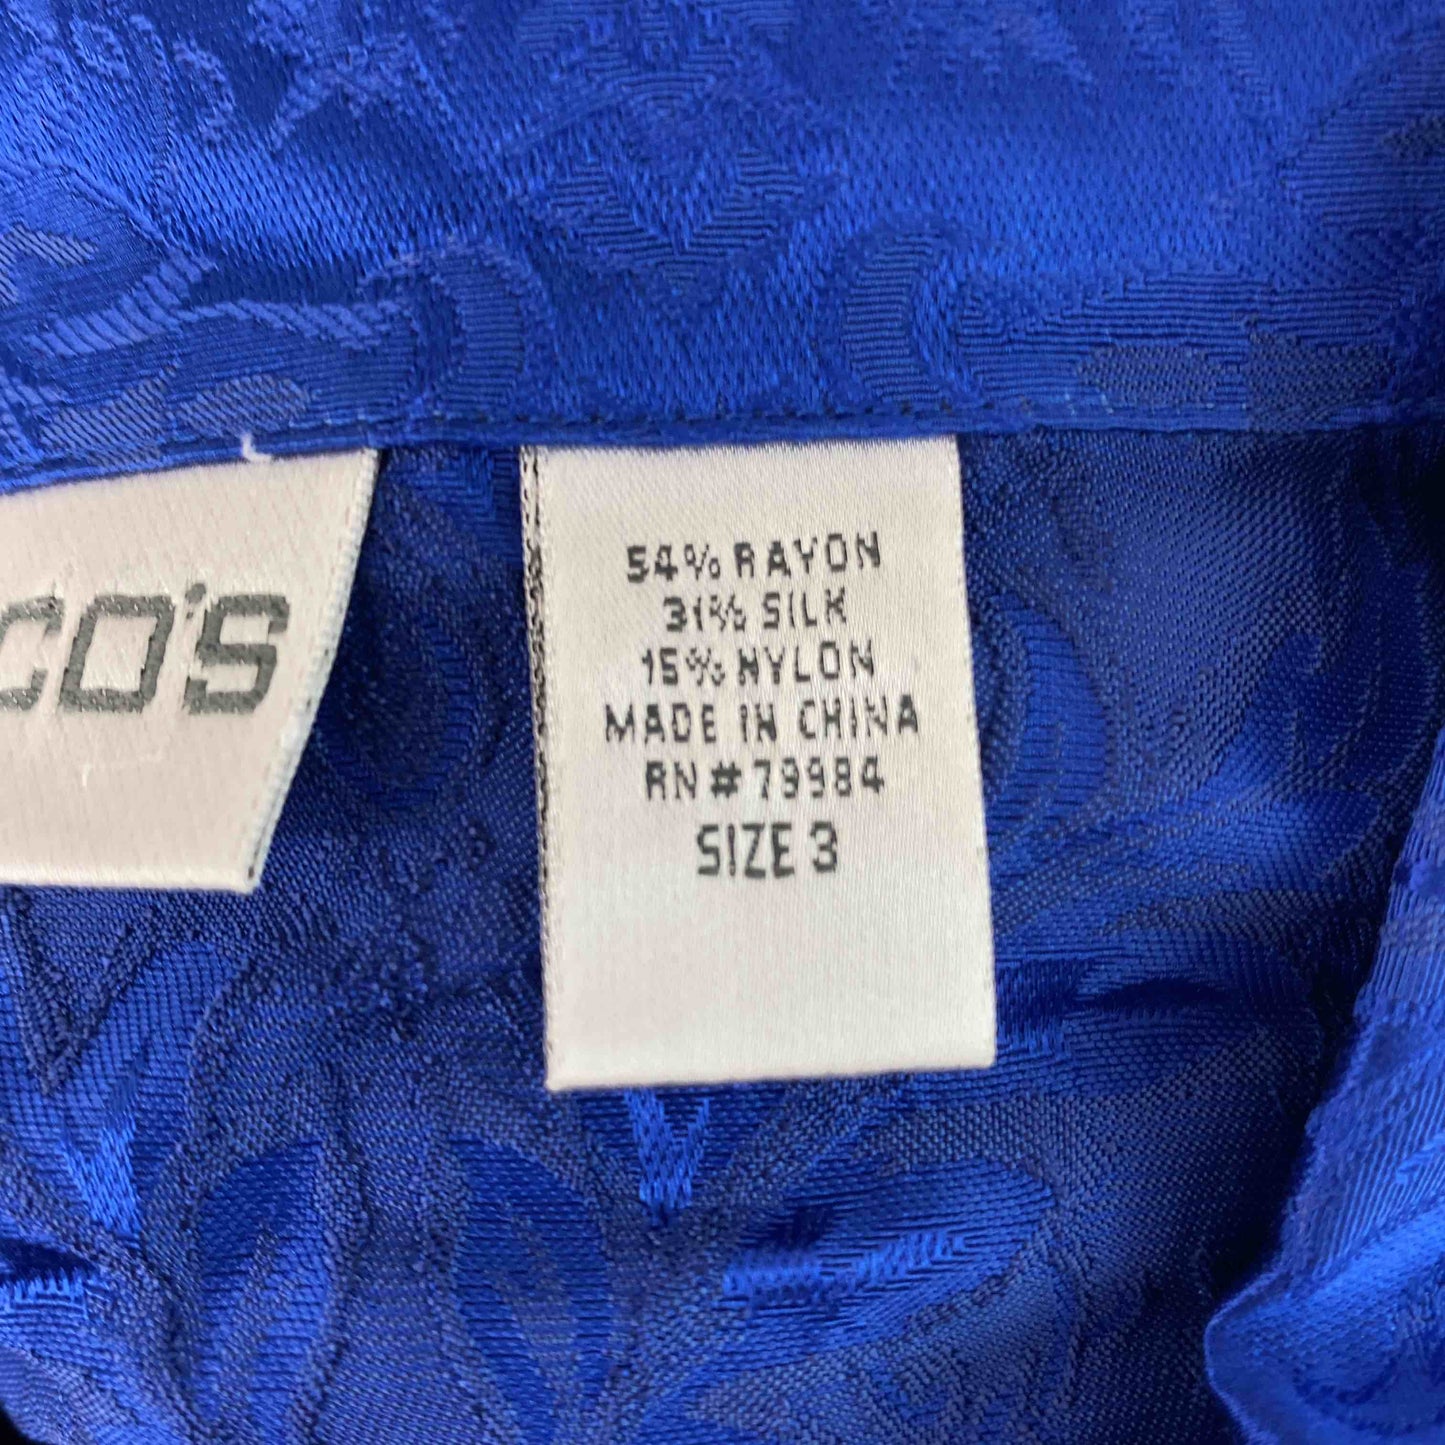 CO'S
54% RAYON
31% SILK
15% NYLON
MADE IN CHINA
RN # 79984
SIZE 3